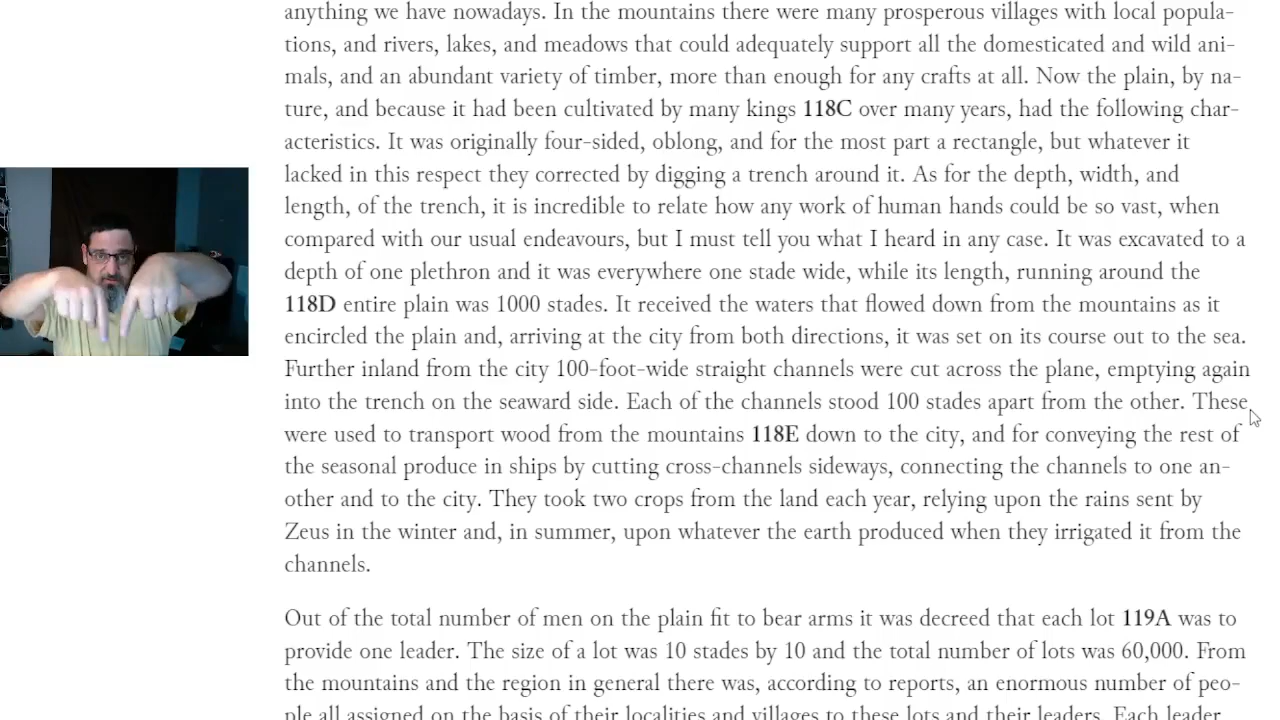 anything we have nowadays. In the mountains there were many prosperous villages with local popula-
tions, and rivers, lakes, and meadows that could adequately support all the domesticated and wild ani-
mals, and an abundant variety of timber, more than enough for any crafts at all. Now the plain, by na-
ture, and because it had been cultivated by many kings 118C over many years, had the following char-
acteristics. It was originally four-sided, oblong, and for the most part a rectangle, but whatever it
lacked in this respect they corrected by digging a trench around it. As for the depth, width, and
length, of the trench, it is incredible to relate how any work of human hands could be so vast, when
compared with our usual endeavours, but I must tell you what I heard in any case. It was excavated to a
depth of one plethron and it was everywhere one stade wide, while its length, running around the
118D entire plain was 1000 stades. It received the waters that flowed down from the mountains as it
encircled the plain and, arriving at the city from both directions, it was set on its course out to the sea.
Further inland from the city 100-foot-wide straight channels were cut across the plane, emptying again
into the trench on the seaward side. Each of the channels stood 100 stades apart from the other. These
were used to transport wood from the mountains 118E down to the city, and for conveying the rest of
the seasonal produce in ships by cutting cross-channels sideways, connecting the channels to one an-
other and to the city. They took two crops from the land each year, relying upon the rains sent by
Zeus in the winter and, in summer, upon whatever the earth produced when they irrigated it from the
channels.
Out of the total number of men on the plain fit to bear arms it was decreed that each lot 119A was to
provide one leader. The size of a lot was 10 stades by 10 and the total number of lots was 60,000. From
the mountains and the region in general there was, according to reports, an enormous number of peo-
ple all assigned on the basis of their localities and villages to these lots and their leaders. Each leader